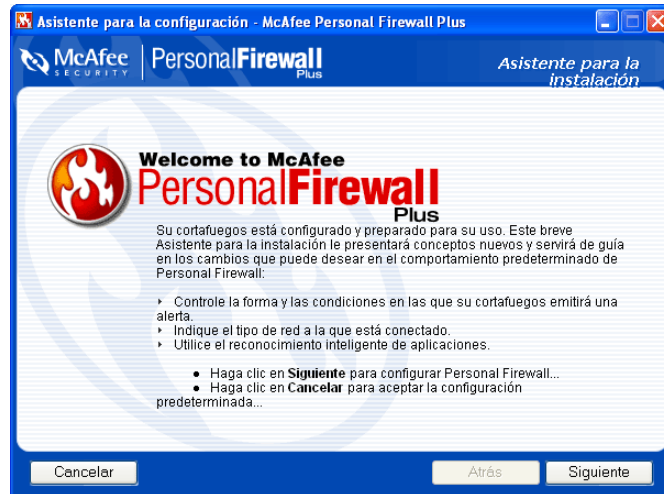 Asistente para la configuración - McAfee Personal Firewall Plus
McAfee SECURITY
PersonalFirewall Plus
Asistente para la
instalación
Welcome to McAfee
PersonalFirewall
Plus
Su cortafuegos está configurado y preparado para su uso. Este breve
Asistente para la instalación le presentará conceptos nuevos y servirá de guía
en los cambios que puede desear en el comportamiento predeterminado de
Personal Firewall:
‣ Controle la forma y las condiciones en las que su cortafuegos emitirá una
alerta.
‣ Indique el tipo de red a la que está conectado.
‣ Utilice el reconocimiento inteligente de aplicaciones.
● Haga clic en Siguiente para configurar Personal Firewall...
● Haga clic en Cancelar para aceptar la configuración
predeterminada...
Cancelar
Atrás
Siguiente